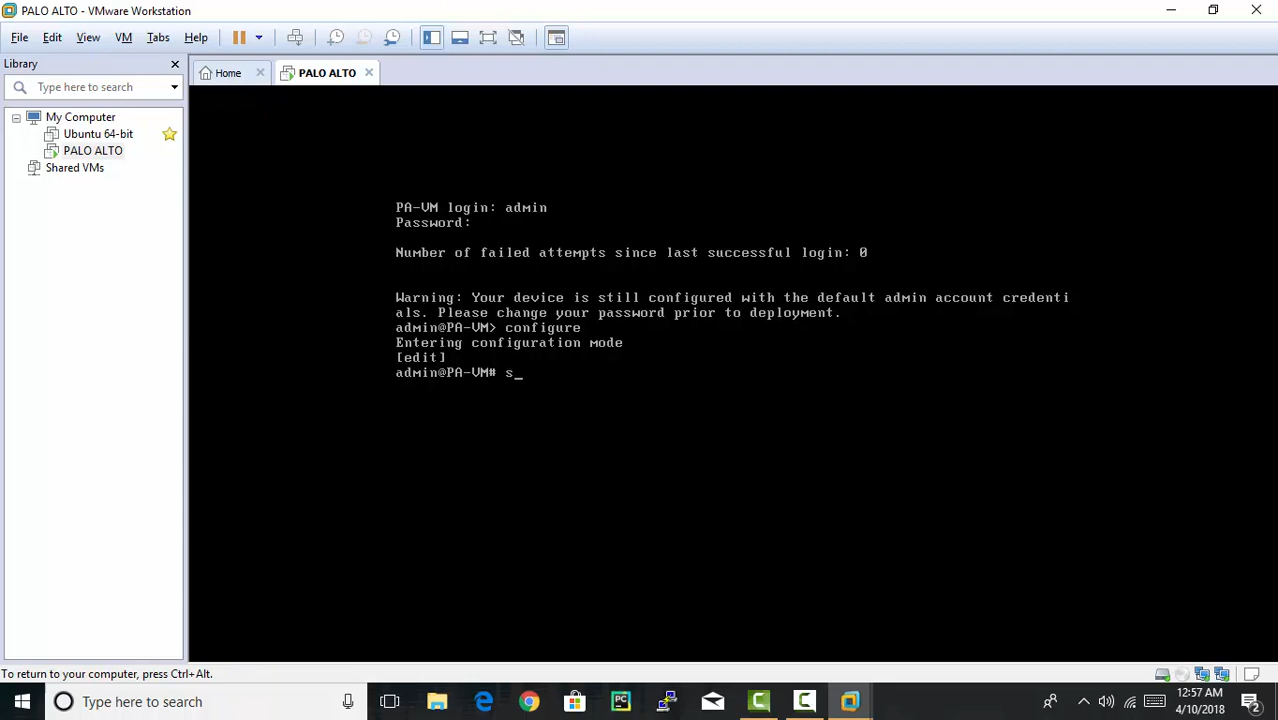 PALO ALTO - VMware Workstation
File Edit View VM Tabs Help
Library
Type here to search
Home
PALO ALTO
My Computer
Ubuntu 64-bit
PALO ALTO
Shared VMs
PA-VM login: admin
Password:
Number of failed attempts since last successful login: 0
Warning: Your device is still configured with the default admin account credenti
als. Please change your password prior to deployment.
admin@PA-VM> configure
Entering configuration mode
[edit]
admin@PA-VM# s_
To return to your computer, press Ctrl+Alt.
Type here to search
PC
12:57 AM
4/10/2018
2